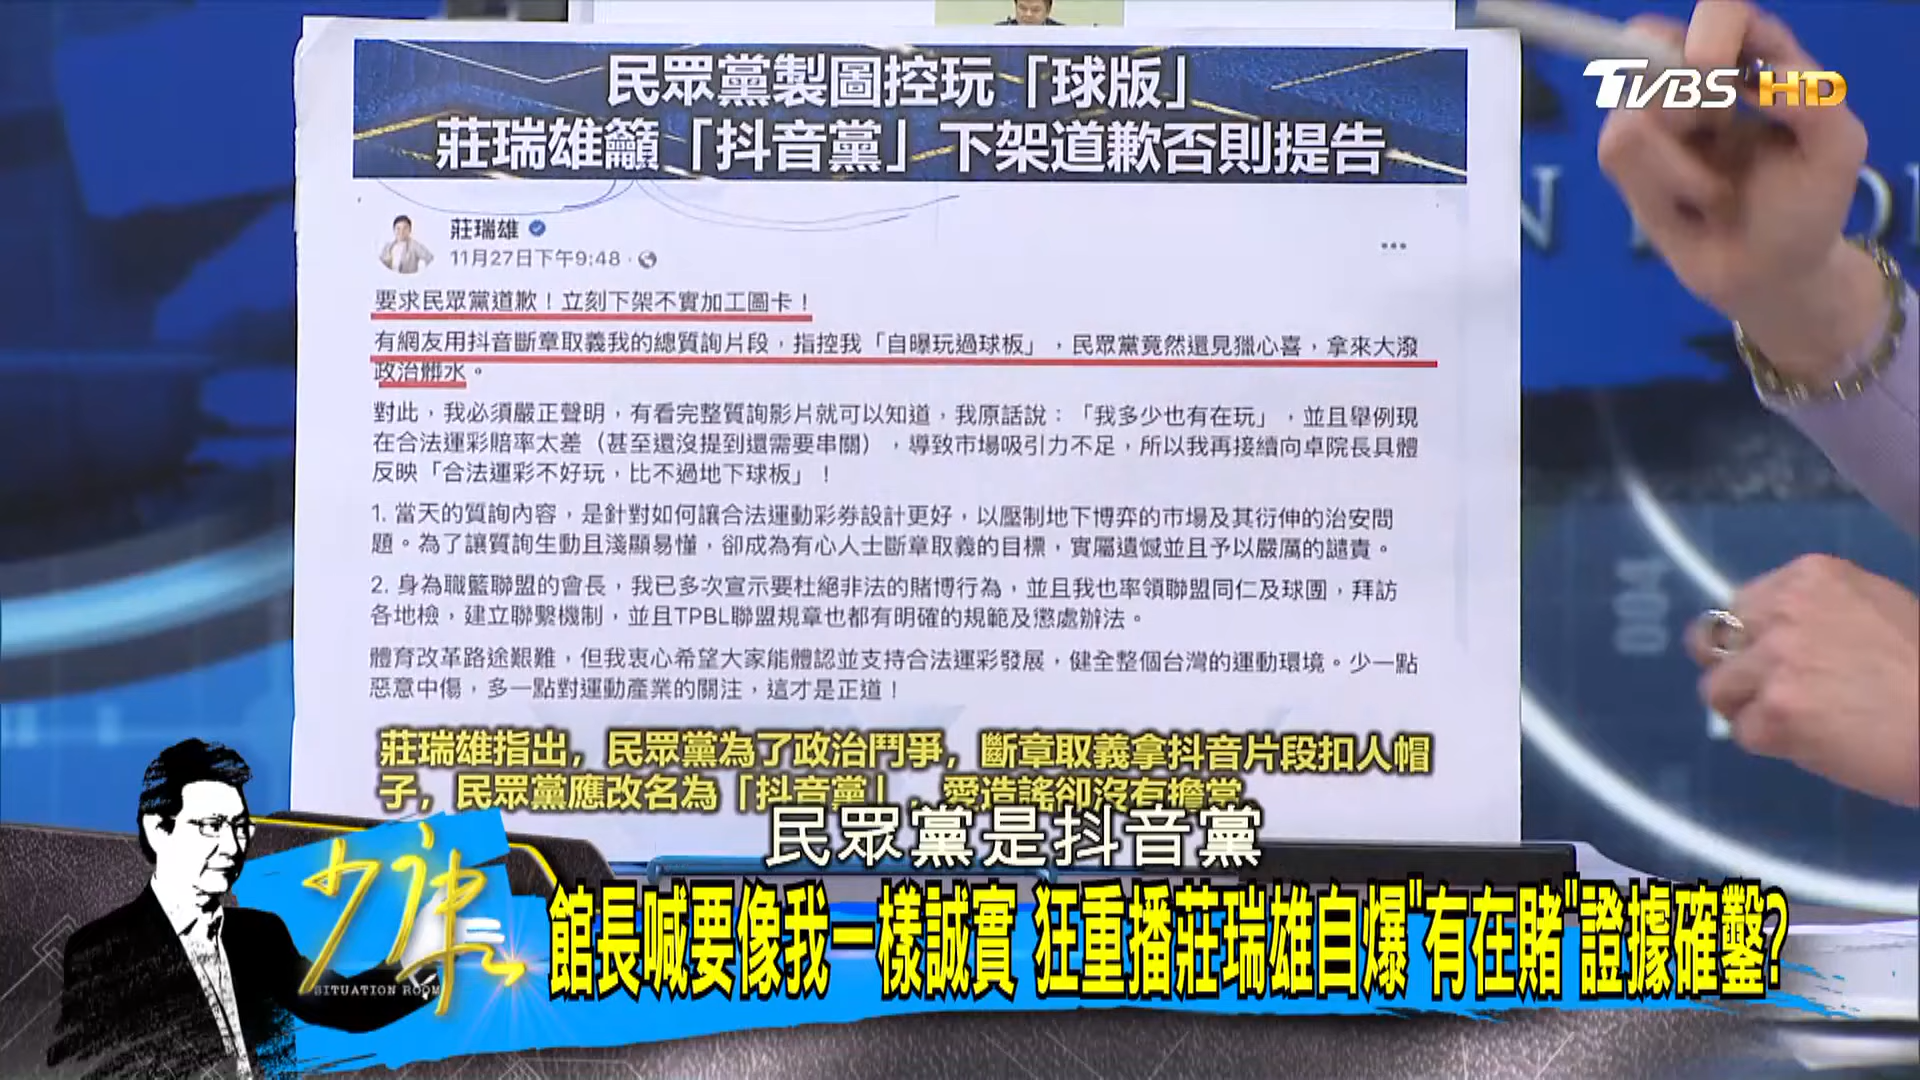 TVBS HD
民眾黨製圖控玩「球版」
莊瑞雄籲「抖音黨」下架道歉否則提告
莊瑞雄
11月27日下午9:48
要求民眾黨道歉！立刻下架不實加工圖卡！
有網友用抖音斷章取義我的總質詢片段，指控我「自曝玩過球板」，民眾黨竟然還見獵心喜，拿來大潑
政治髒水。
對此，我必須嚴正聲明，有看完整質詢影片就可以知道，我原話說：「我多少也有在玩」，並且舉例現
在合法運彩賠率太差（甚至還沒提到還需要串關），導致市場吸引力不足，所以我再接續向卓院長具體
反映「合法運彩不好玩，比不過地下球板」！
1. 當天的質詢內容，是針對如何讓合法運動彩券設計更好，以壓制地下博弈的市場及其衍伸的治安問
題。為了讓質詢生動且淺顯易懂，卻成為有心人士斷章取義的目標，實屬遺憾並且予以嚴厲的譴責。
2. 身為職籃聯盟的會長，我已多次宣示要杜絕非法的賭博行為，並且我也率領聯盟同仁及球團，拜訪
各地檢，建立聯繫機制，並且TPBL聯盟規章也都有明確的規範及懲處辦法。
體育改革路途艱難，但我衷心希望大家能體認並支持合法運彩發展，健全整個台灣的運動環境。少一點
惡意中傷，多一點對運動產業的關注，這才是正道！
莊瑞雄指出，民眾黨為了政治鬥爭，斷章取義拿抖音片段扣人帽
子，民眾黨應改名為「抖音黨」，愛造謠卻沒有擔當
民眾黨是抖音黨
少康
SITUATION ROOM
館長喊要像我一樣誠實 狂重播莊瑞雄自爆"有在賭"證據確鑿?